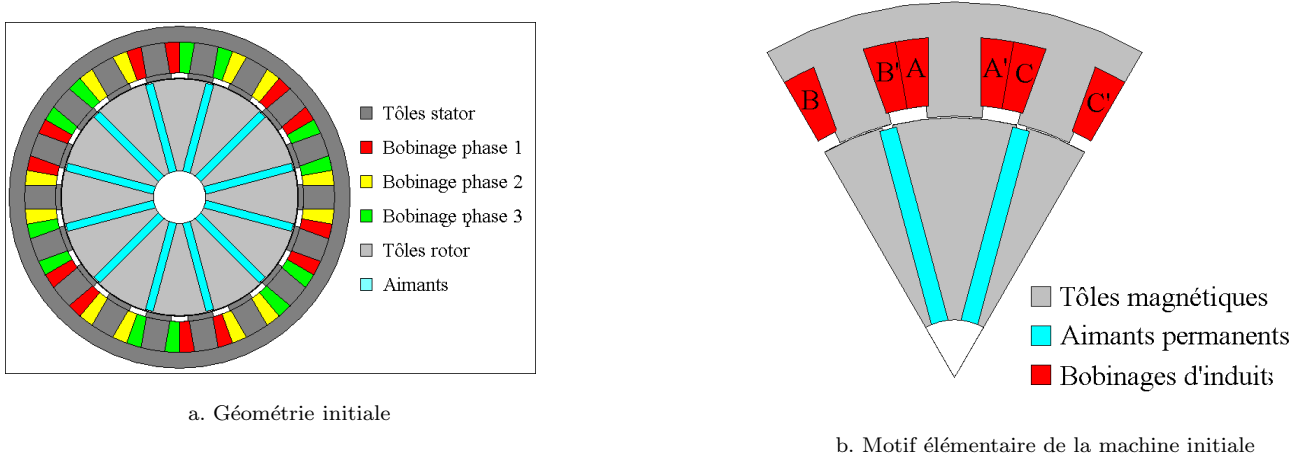 Tôles stator
Bobinage phase 1
Bobinage phase 2
Bobinage phase 3
Tôles rotor
Aimants
a. Géométrie initiale
B
B'
A
A'
C
C'
Tôles magnétiques
Aimants permanents
Bobinages d'induits
b. Motif élémentaire de la machine initiale